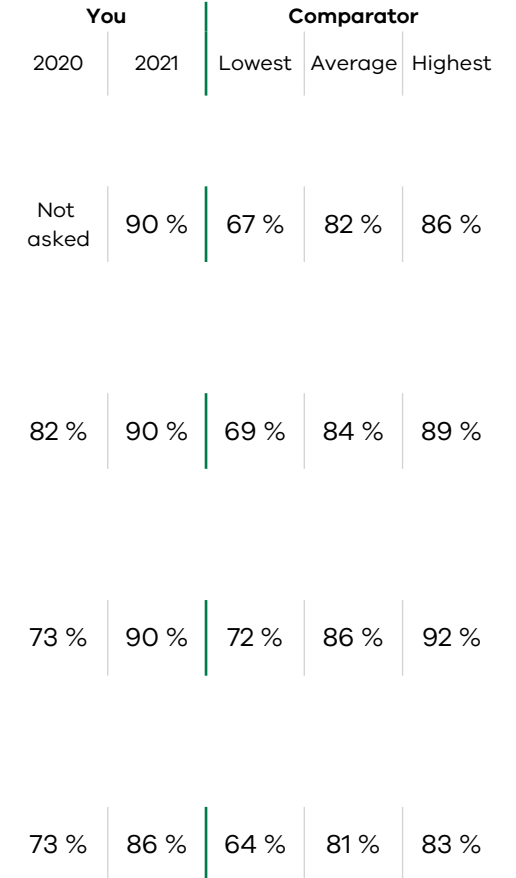 You Comparator
2020 2021 Lowest Average Highest
Not
asked 90 % 67 % 82 % 86 %
82 % 90 % 69 % 84 % 89 %
73 % 90 % 72 % 86 % 92 %
73 % 86 % 64 % 81 % 83 %